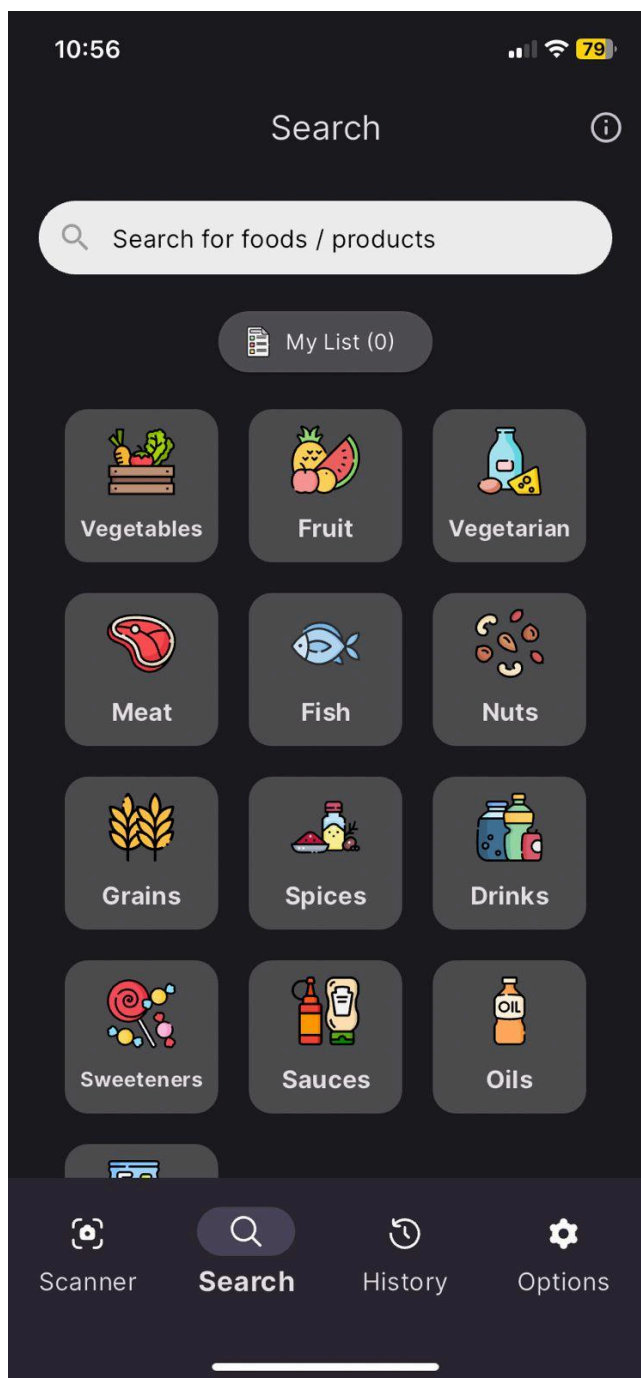 10:56
79
Search
Search for foods / products
My List (0)
Vegetables
Fruit
Vegetarian
Meat
Fish
Nuts
Grains
Spices
Drinks
OIL
Sweeteners
Sauces
Oils
Scanner
Search
History
Options